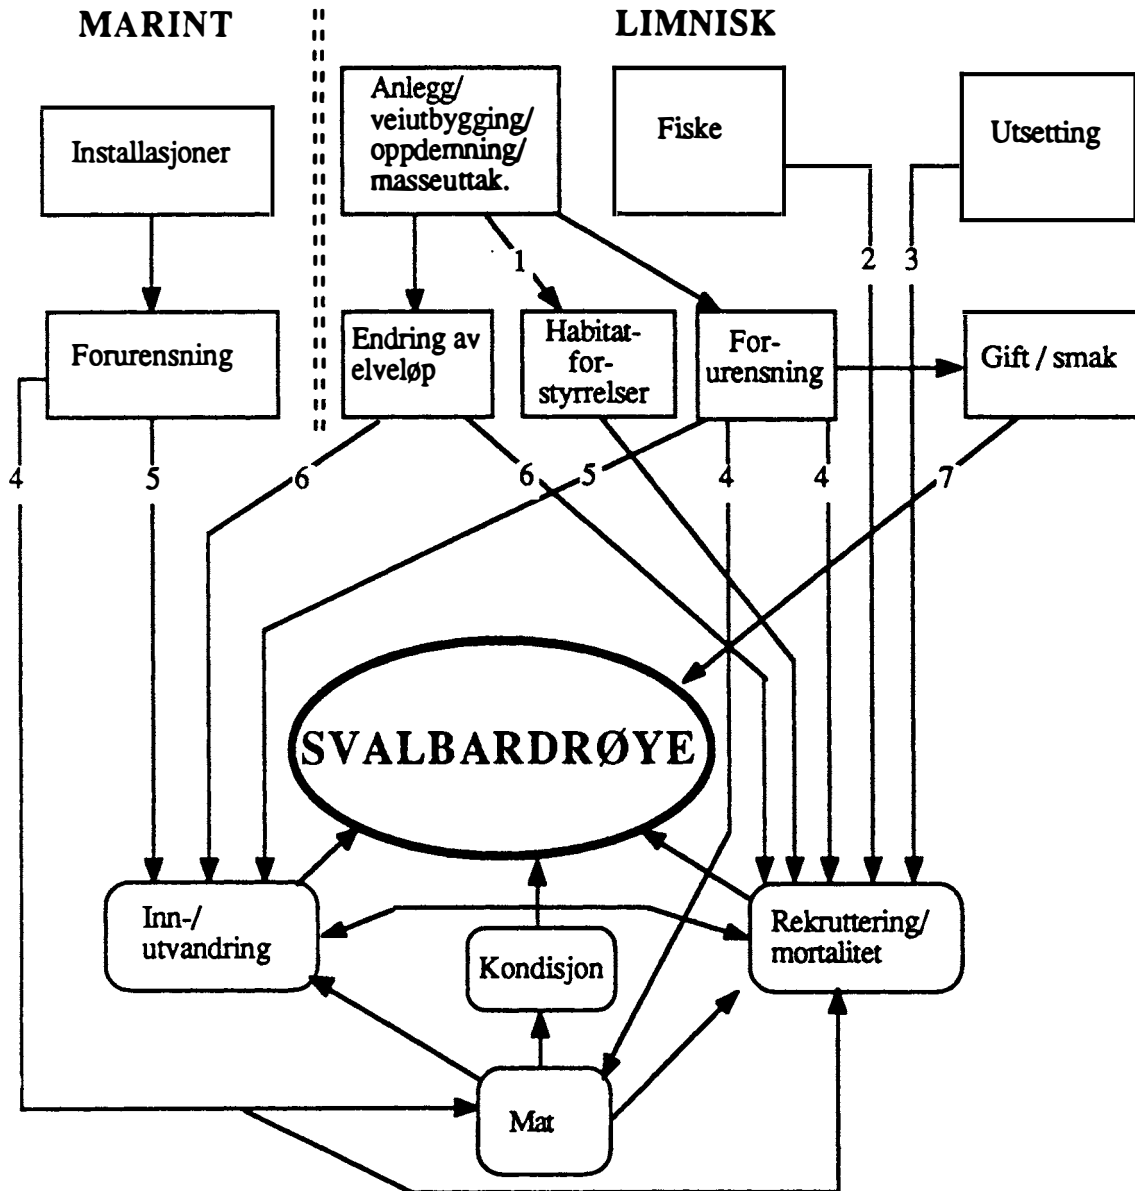 MARINT
LIMNISK
Installasjoner
Anlegg/
veiutbygging/
oppdemning/
masseuttak.
Fiske
Utsetting
1
2
3
Forurensning
Endring av
elveløp
Habitat-
for-
styrrelser
For-
urensning
Gift / smak
4
5
6
6
5
4
4
7
SVALBARDRØYE
Inn-/
utvandring
Kondisjon
Rekruttering/
mortalitet
Mat